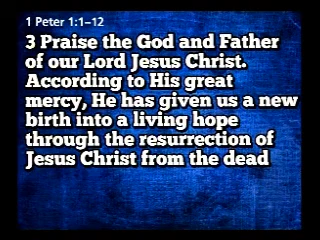 1 Peter 1:1–12
3 Praise the God and Father
of our Lord Jesus Christ.
According to His great
mercy, He has given us a new
birth into a living hope
through the resurrection of
Jesus Christ from the dead